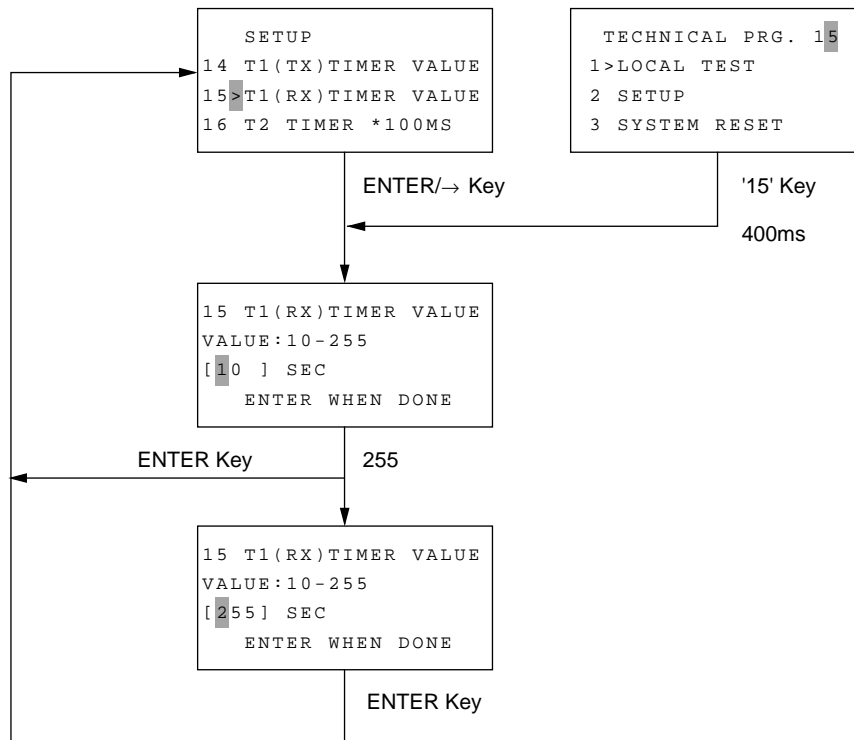 SETUP
14 T1(TX)TIMER VALUE
15>T1(RX)TIMER VALUE
16 T2 TIMER *100MS
TECHNICAL PRG. 15
1>LOCAL TEST
2 SETUP
3 SYSTEM RESET
ENTER/→ Key
'15' Key
400ms
15 T1(RX)TIMER VALUE
VALUE:10-255
[10 ] SEC
ENTER WHEN DONE
ENTER Key
255
15 T1(RX)TIMER VALUE
VALUE:10-255
[255] SEC
ENTER WHEN DONE
ENTER Key